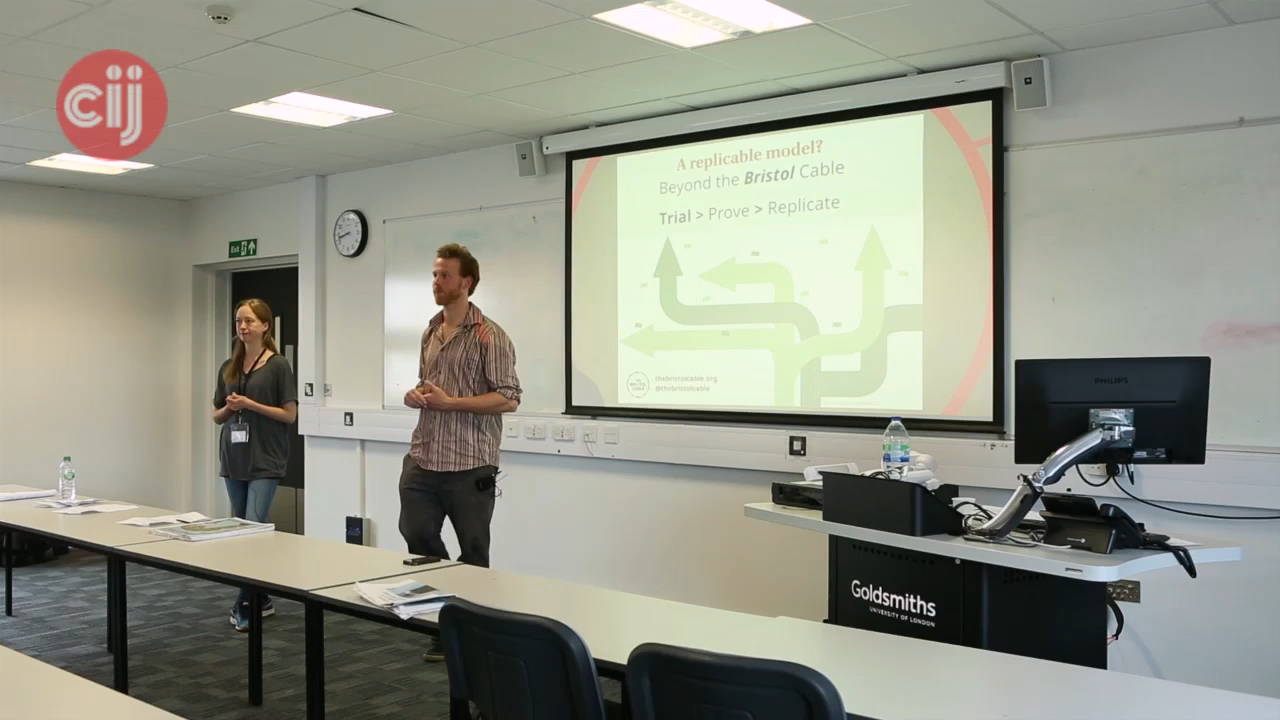 cij
A replicable model?
Beyond the Bristol Cable
Trial > Prove > Replicate
thebristolcable.org
@thebristolcable
Exit
PHILIPS
Goldsmiths
UNIVERSITY OF LONDON